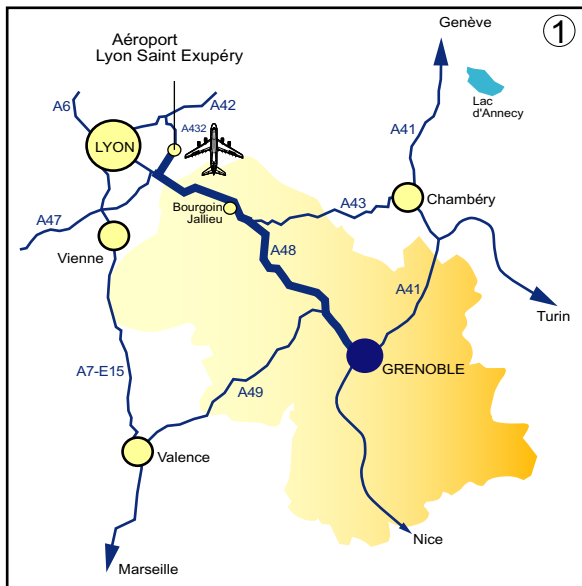 Genève
①
Aéroport
Lyon Saint Exupéry
Lac
d'Annecy
A6
A42
A432
A41
LYON
A43
Chambéry
Bourgoin
Jallieu
A47
Vienne
A48
A41
Turin
A7-E15
A49
GRENOBLE
Valence
Nice
Marseille